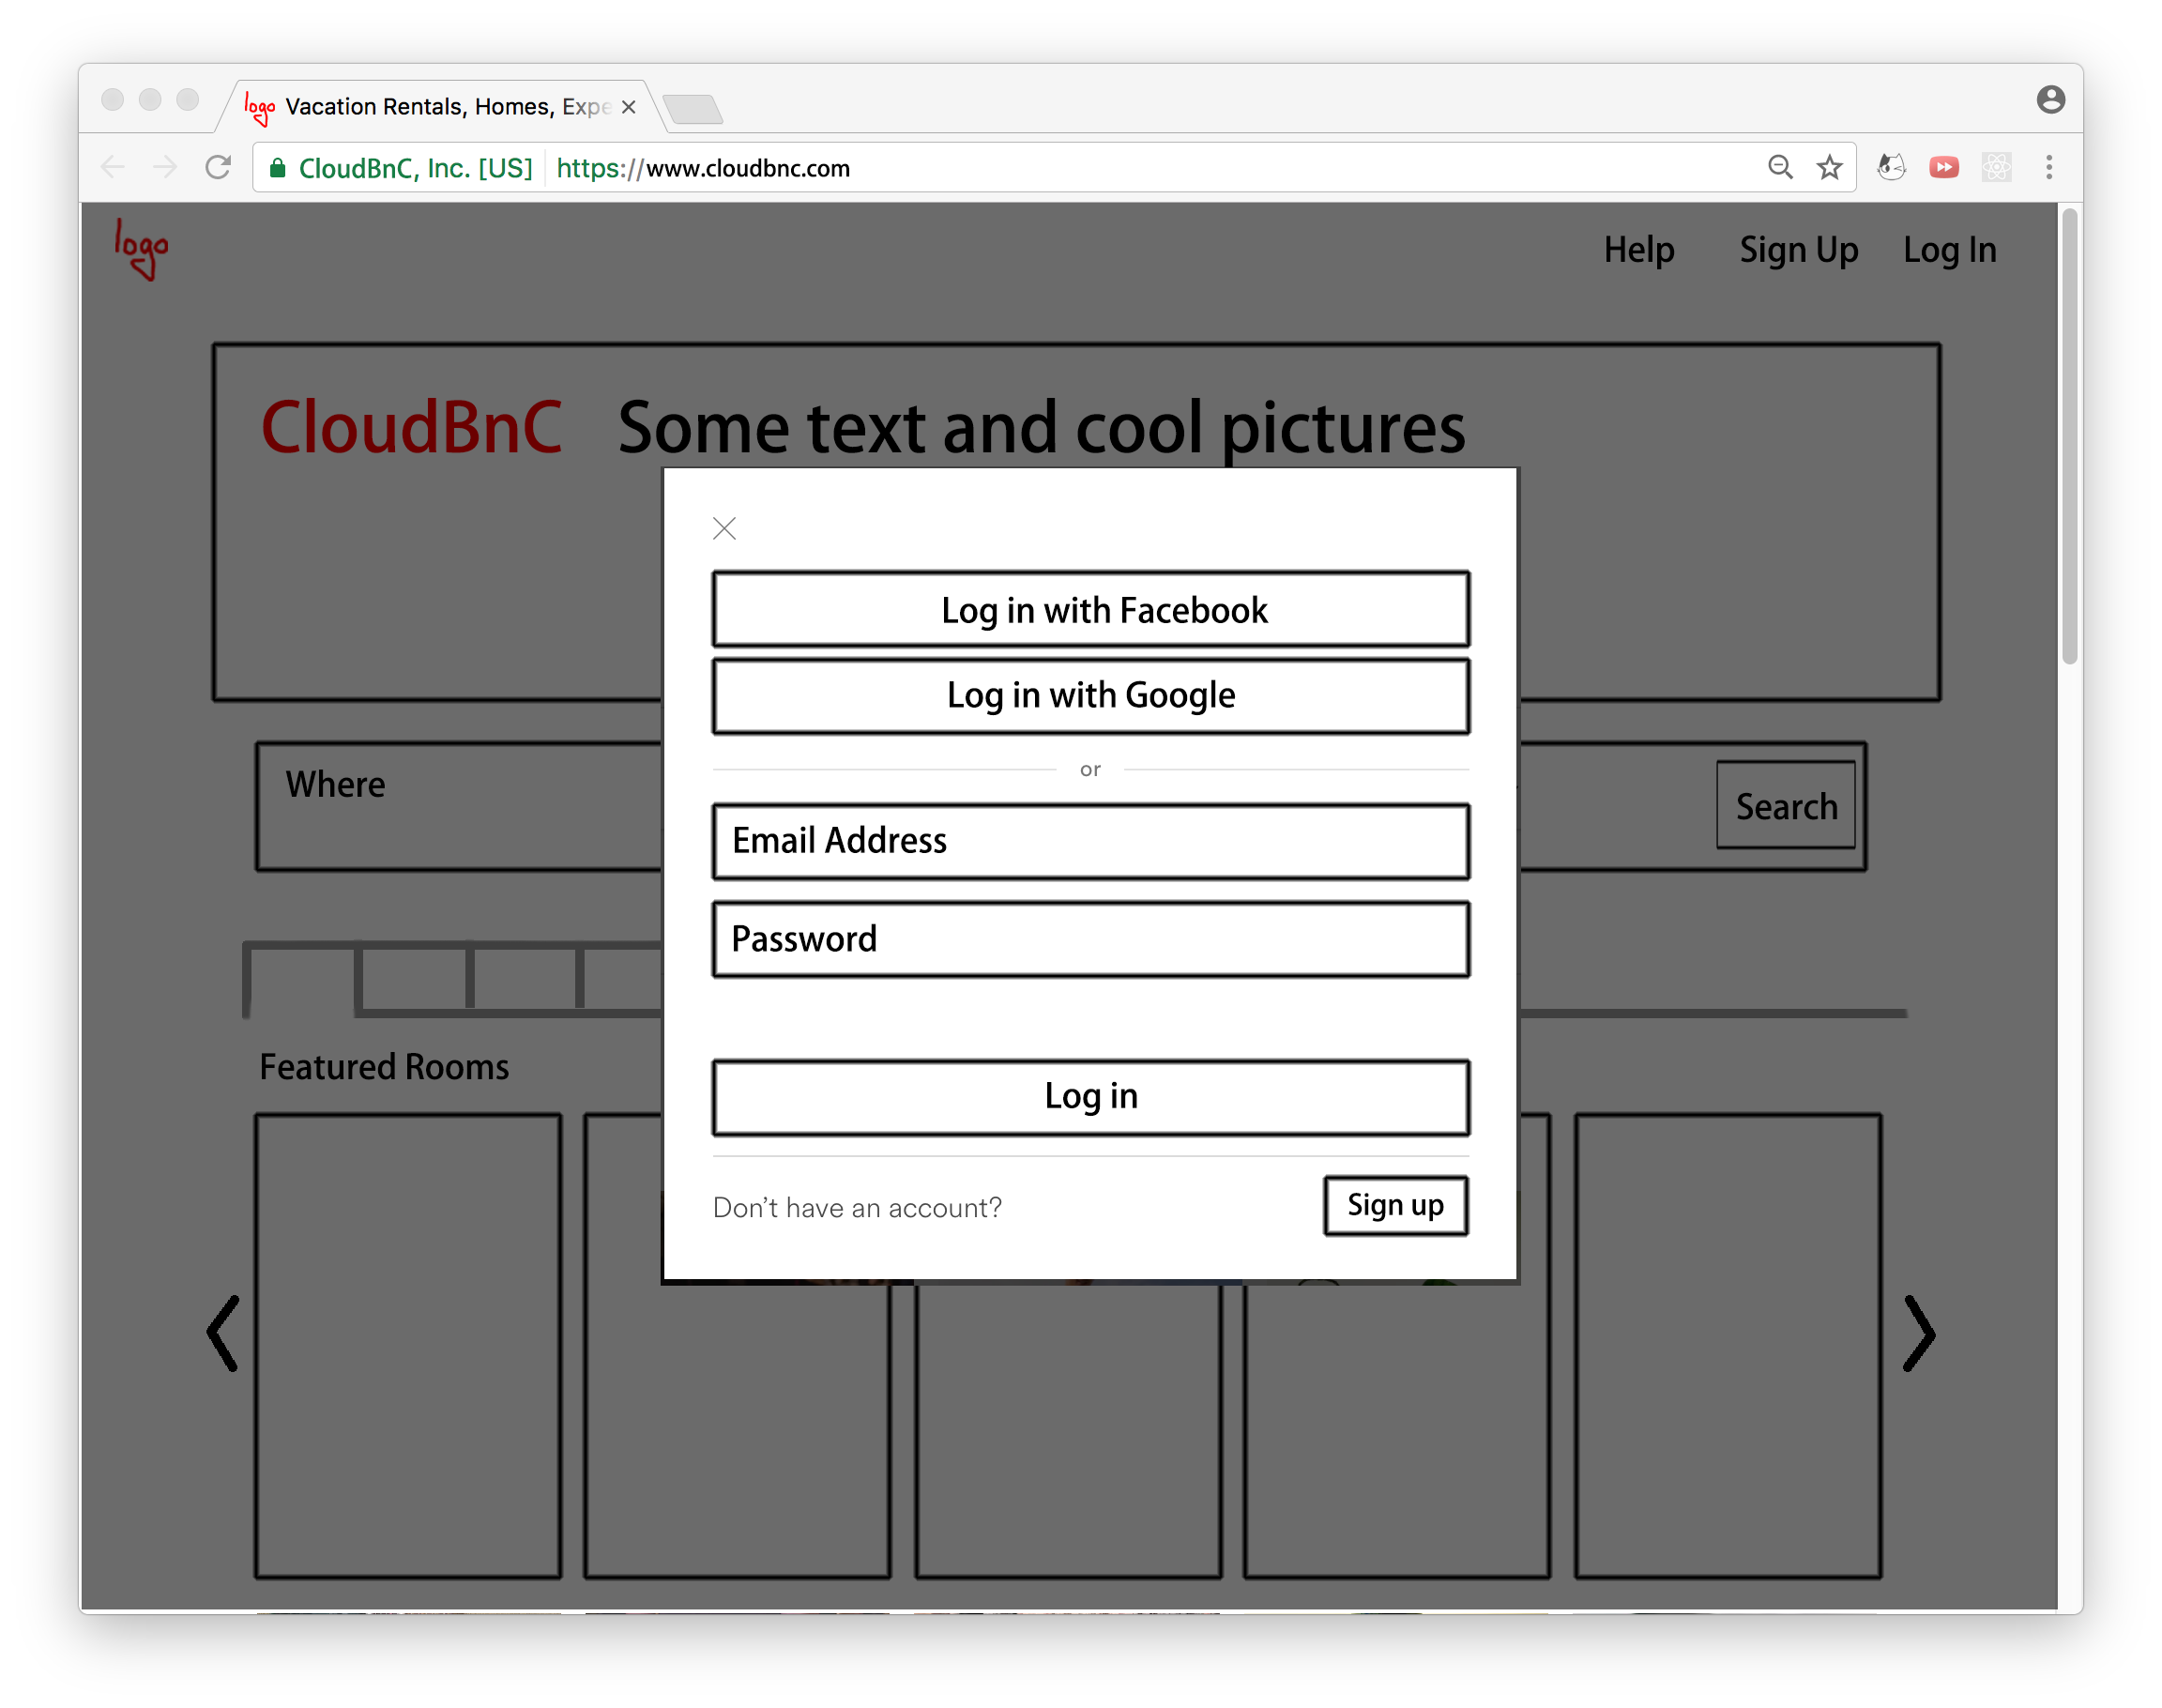 logo Vacation Rentals, Homes, Expe
CloudBnC, Inc. [US] https://www.cloudbnc.com
logo Help Sign Up Log In
CloudBnC Some text and cool pictures
Log in with Facebook
Log in with Google
or
Where
Search
Email Address
Password
Featured Rooms
Log in
Don't have an account? Sign up